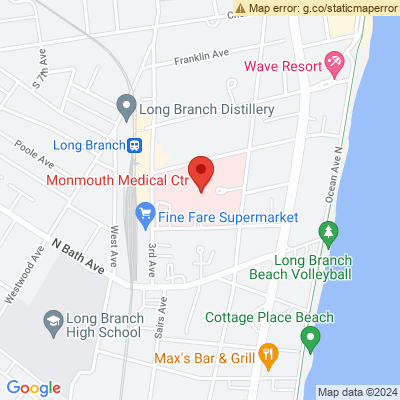 Map error: g.co/staticmaperror
Franklin Ave
S 7th Ave
Wave Resort
Long Branch Distillery
Long Branch
Poole Ave
Monmouth Medical Ctr
Ocean Ave N
Fine Fare Supermarket
West Ave
3rd Ave
N Bath Ave
Westwood Ave
Long Branch
Beach Volleyball
Sairs Ave
Long Branch
High School
Cottage Place Beach
Max's Bar & Grill
Google
Map data ©2024